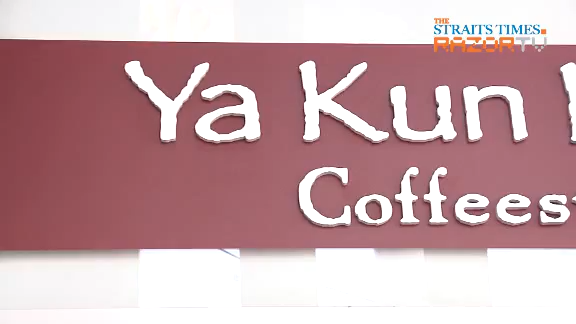 THE
STRAITS TIMES
RAZORTV
Ya Kun
Coffees